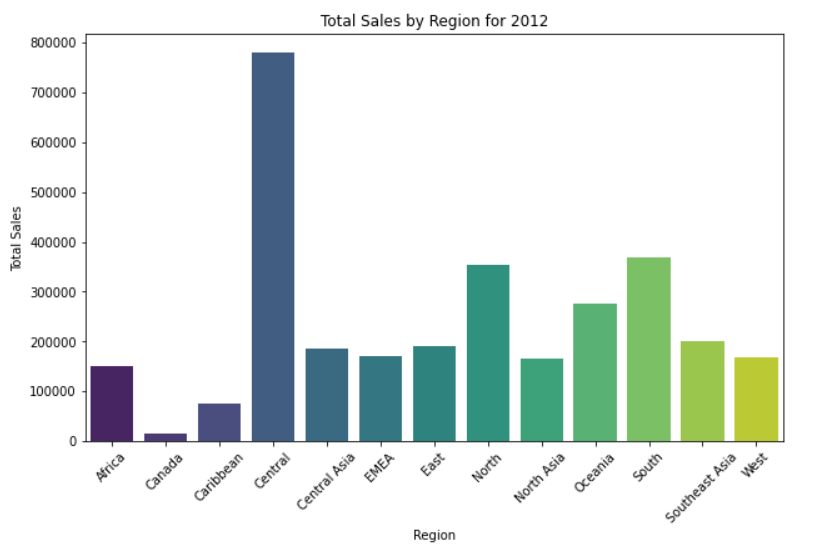 Total Sales by Region for 2012
Total Sales
800000
700000
600000
500000
400000
300000
200000
100000
0
Africa
Canada
Caribbean
Central
Central Asia
EMEA
East
North
North Asia
Oceania
South
Southeast Asia
West
Region